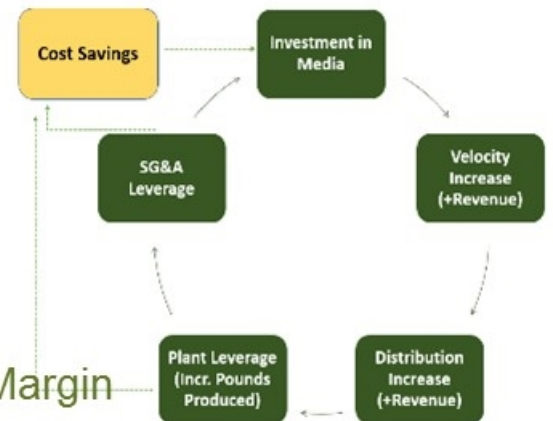 Cost Savings
Investment in
Media
SG&A
Leverage
Velocity
Increase
(+Revenue)
Plant Leverage
(Incr. Pounds
Produced)
Distribution
Increase
(+Revenue)
Margin